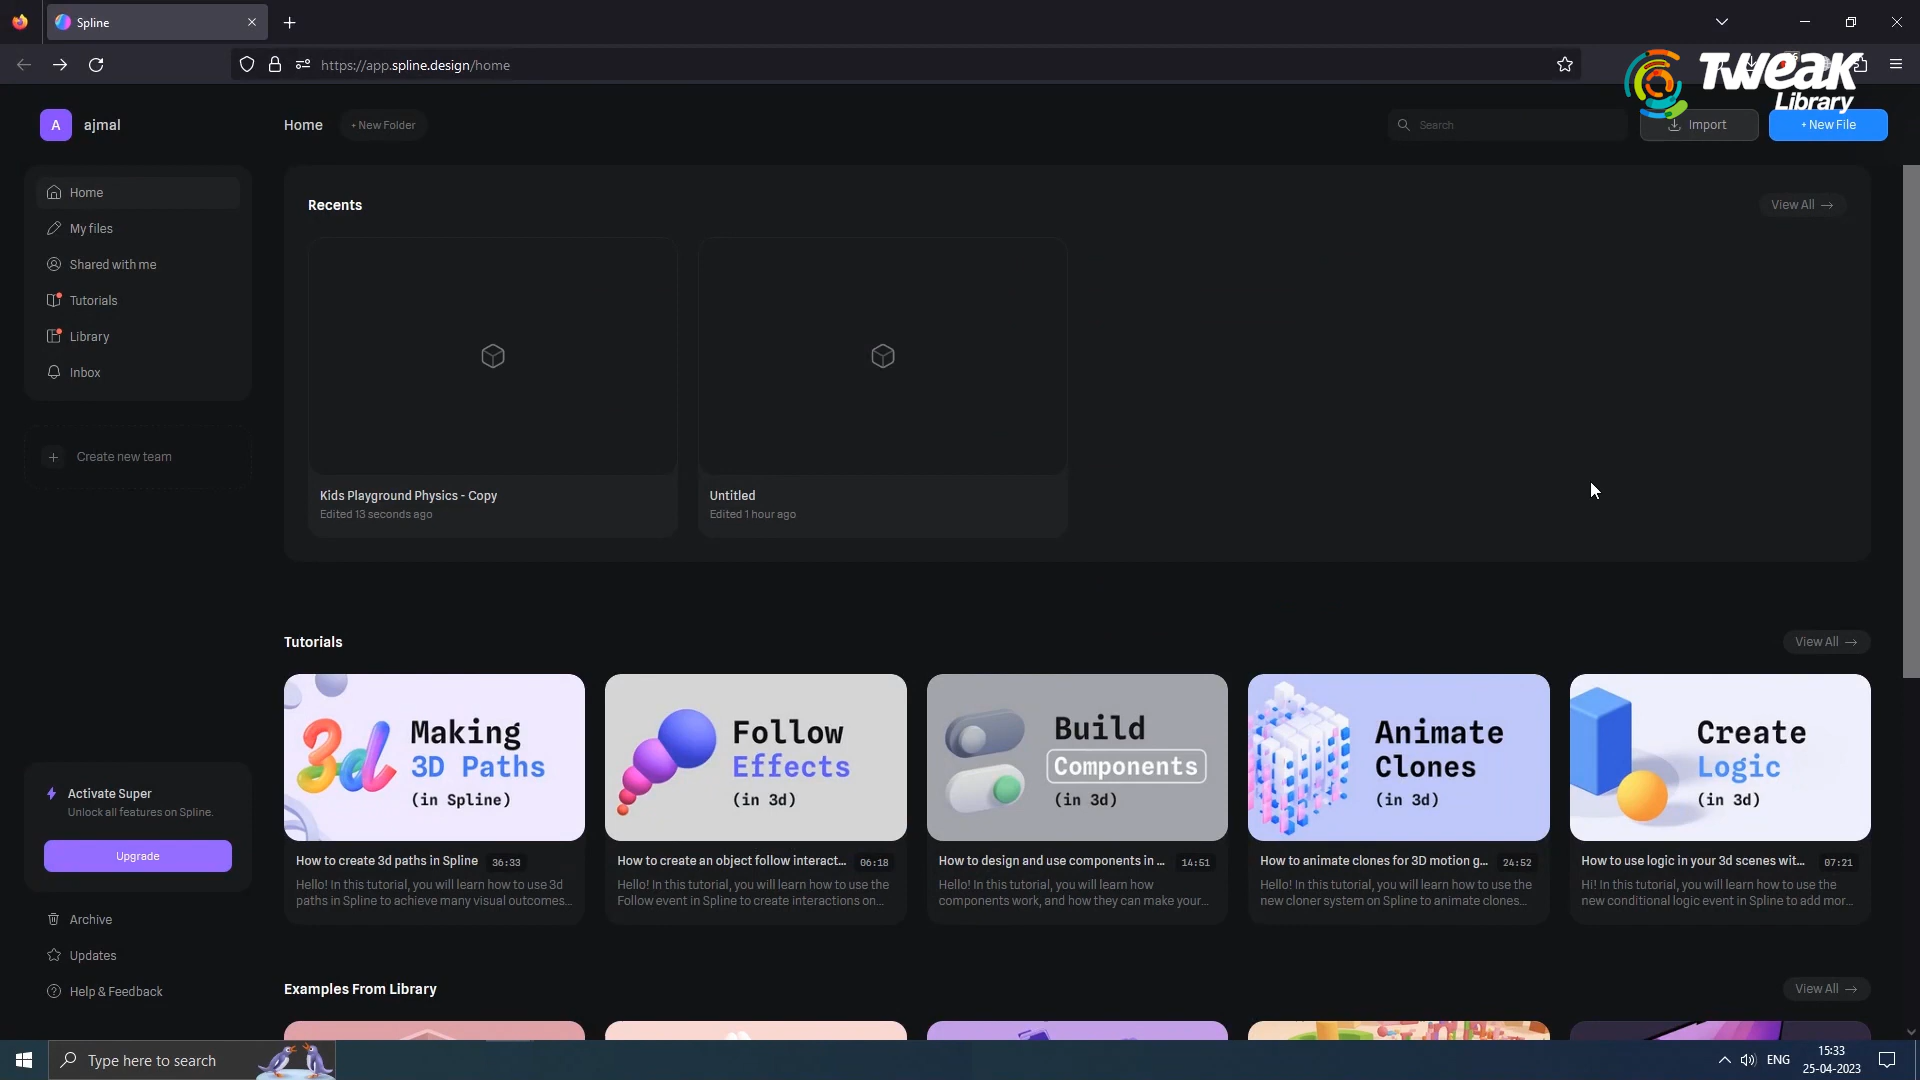 Spline
https://app.spline.design/home
TWEAK
Library
A
ajmal
Home
+ New Folder
Search
Import
+ New File
Home
My files
Shared with me
Tutorials
Library
Inbox
Create new team
Recents
View All →
Kids Playground Physics - Copy
Edited 13 seconds ago
Untitled
Edited 1 hour ago
Tutorials
View All →
Making
3D Paths
(in Spline)
How to create 3d paths in Spline 36:33
Hello! In this tutorial, you will learn how to use 3d
paths in Spline to achieve many visual outcomes...
Follow
Effects
(in 3d)
How to create an object follow interact... 06:18
Hello! In this tutorial, you will learn how to use the
Follow event in Spline to create interactions on...
Build
Components
(in 3d)
How to design and use components in ... 14:51
Hello! In this tutorial, you will learn how
components work, and how they can make your...
Animate
Clones
(in 3d)
How to animate clones for 3D motion g... 24:52
Hello! In this tutorial, you will learn how to use the
new cloner system on Spline to animate clones...
Create
Logic
(in 3d)
How to use logic in your 3d scenes wit... 07:21
Hi! In this tutorial, you will learn how to use the
new conditional logic event in Spline to add mor...
Activate Super
Unlock all features on Spline.
Upgrade
Archive
Updates
Help & Feedback
Examples From Library
View All →
Type here to search
ENG
15:33
25-04-2023